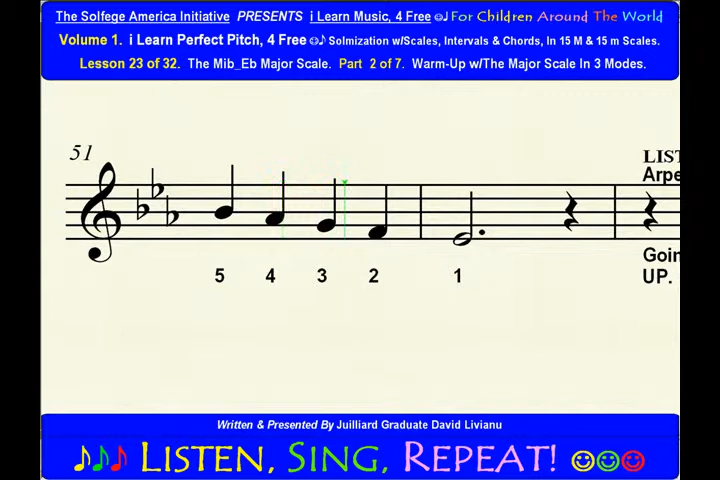 The Solfege America Initiative PRESENTS i Learn Music, 4 Free ☺♩ For Children Around The World
Volume 1. i Learn Perfect Pitch, 4 Free ☺♪ Solmization w/Scales, Intervals & Chords, In 15 M & 15 m Scales.
Lesson 23 of 32. The Mib_Eb Major Scale. Part 2 of 7. Warm-Up w/The Major Scale In 3 Modes.
51
LIST
Arpe
5 4 3 2 1
Goin
UP.
Written & Presented By Juilliard Graduate David Livianu
LISTEN, SING, REPEAT!